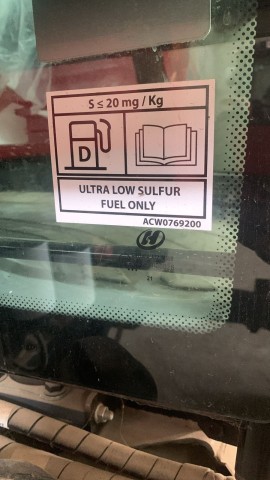 S ≤ 20 mg / Kg
D
ULTRA LOW SULFUR
FUEL ONLY
ACW0769200